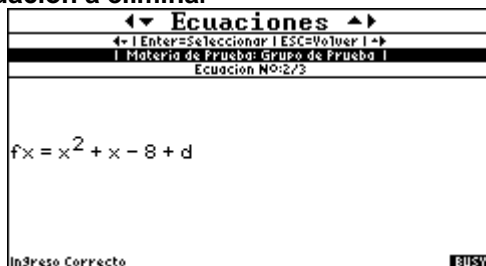 uación a eliminar
Ecuaciones
| Enter=Seleccionar | ESC=Volver |
| Materia de Prueba: Grupo de Prueba |
Ecuacion Nº:2/3
fx = x² + x − 8 + d
Ingreso Correcto BUSY